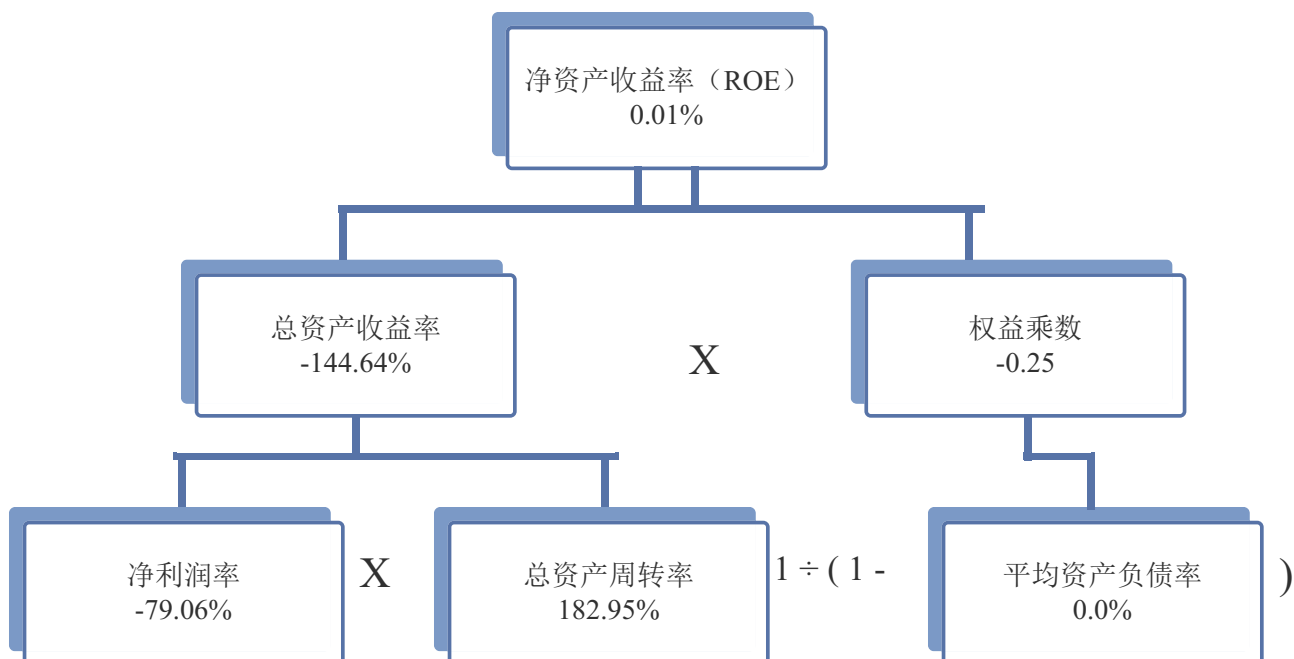 净资产收益率（ROE）
0.01%
总资产收益率
-144.64%
X
权益乘数
-0.25
净利润率
-79.06%
X
总资产周转率
182.95%
1 ÷ ( 1 -
平均资产负债率
0.0%
)